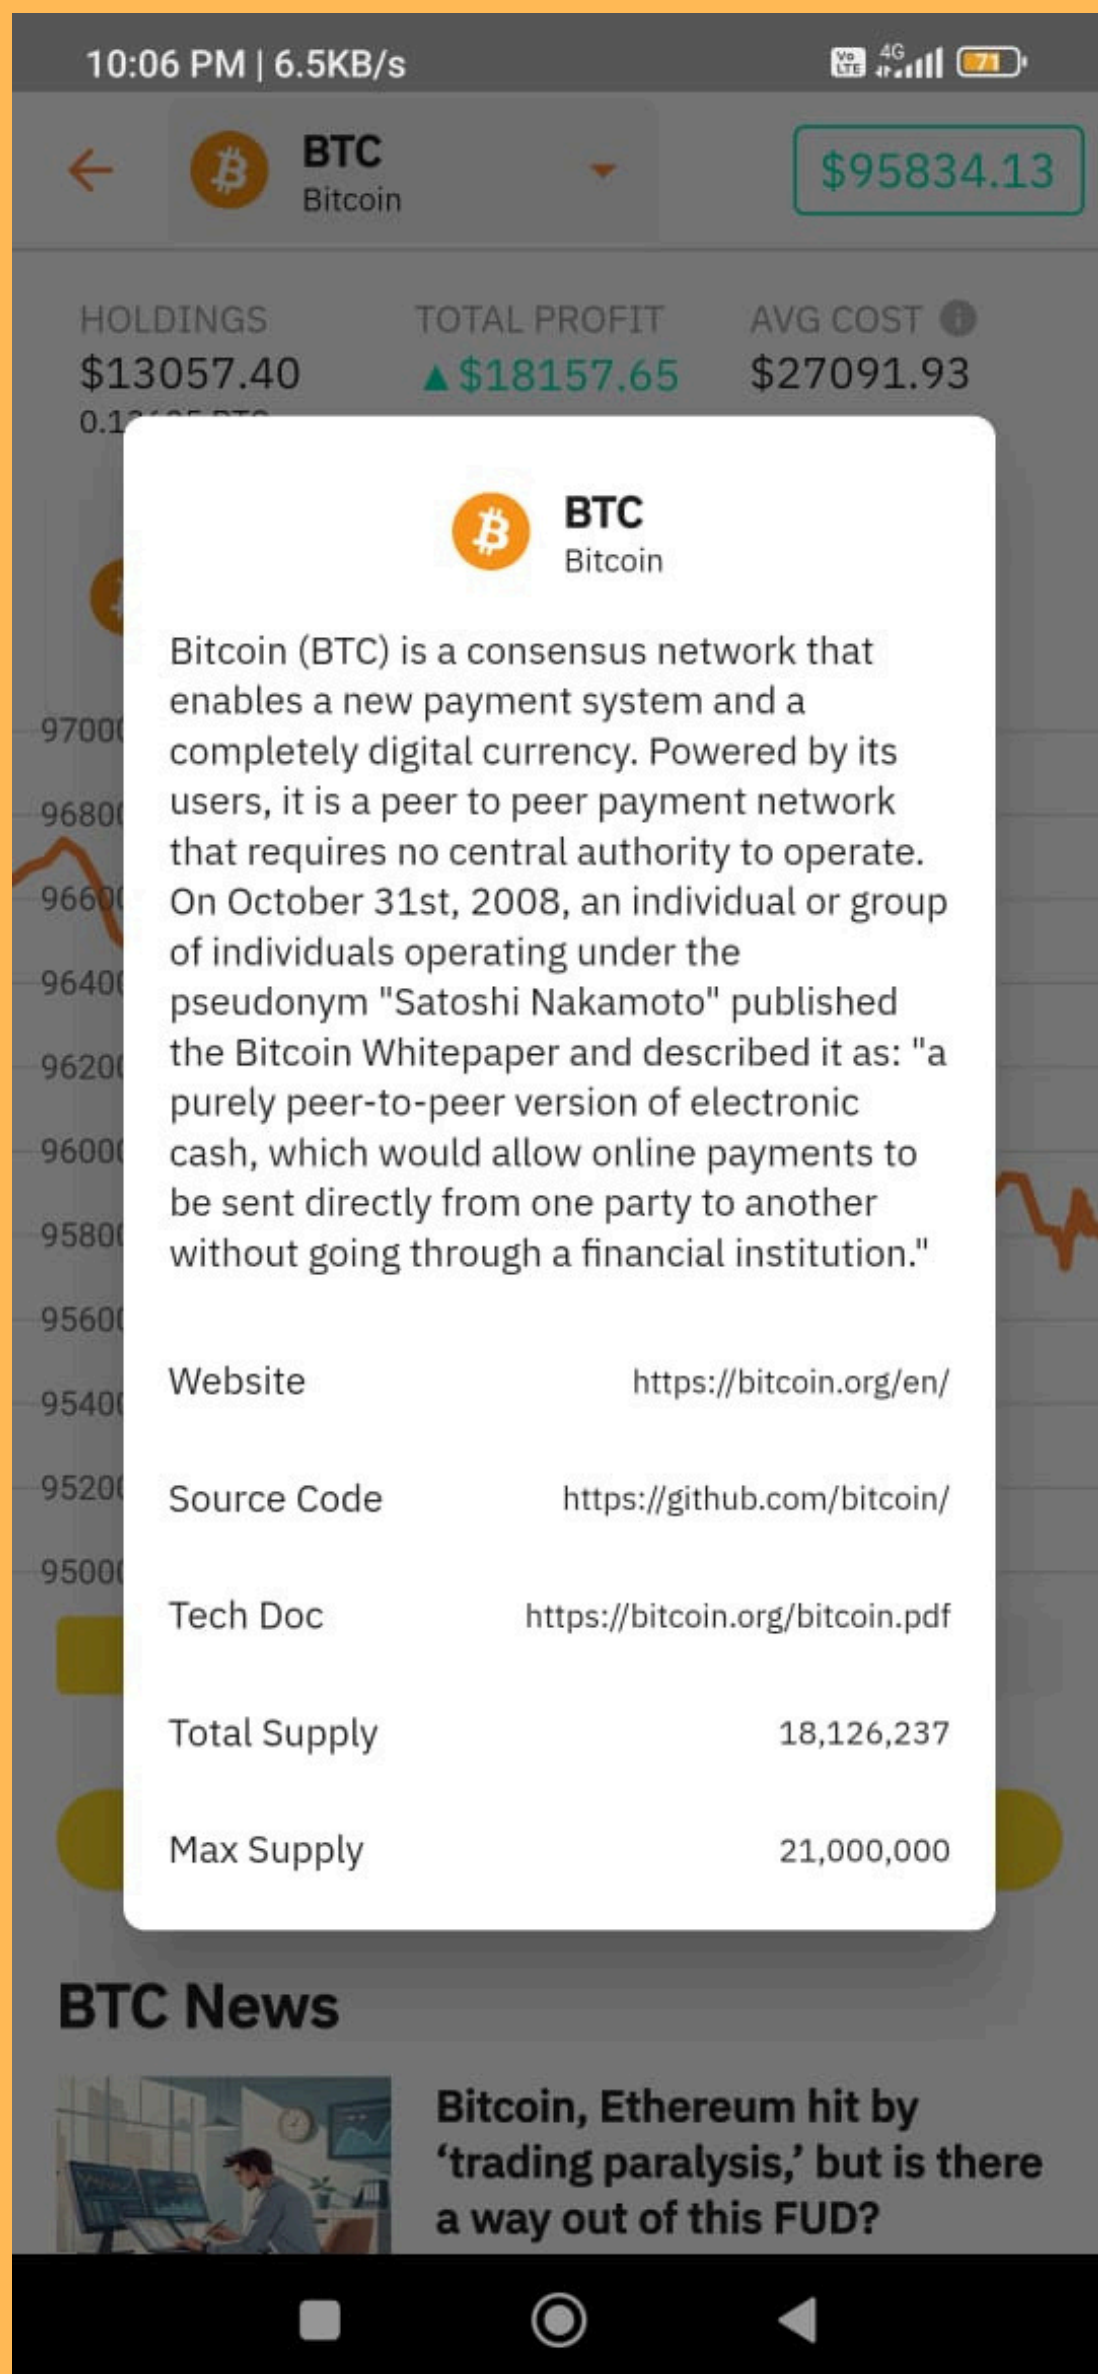 10:06 PM | 6.5KB/s
Vo LTE 4G 71
BTC
Bitcoin
$95834.13
HOLDINGS TOTAL PROFIT AVG COST
$13057.40 ▲$18157.65 $27091.93
BTC
Bitcoin
Bitcoin (BTC) is a consensus network that
enables a new payment system and a
completely digital currency. Powered by its
users, it is a peer to peer payment network
that requires no central authority to operate.
On October 31st, 2008, an individual or group
of individuals operating under the
pseudonym "Satoshi Nakamoto" published
the Bitcoin Whitepaper and described it as: "a
purely peer-to-peer version of electronic
cash, which would allow online payments to
be sent directly from one party to another
without going through a financial institution."
Website https://bitcoin.org/en/
Source Code https://github.com/bitcoin/
Tech Doc https://bitcoin.org/bitcoin.pdf
Total Supply 18,126,237
Max Supply 21,000,000
BTC News
Bitcoin, Ethereum hit by
‘trading paralysis,’ but is there
a way out of this FUD?